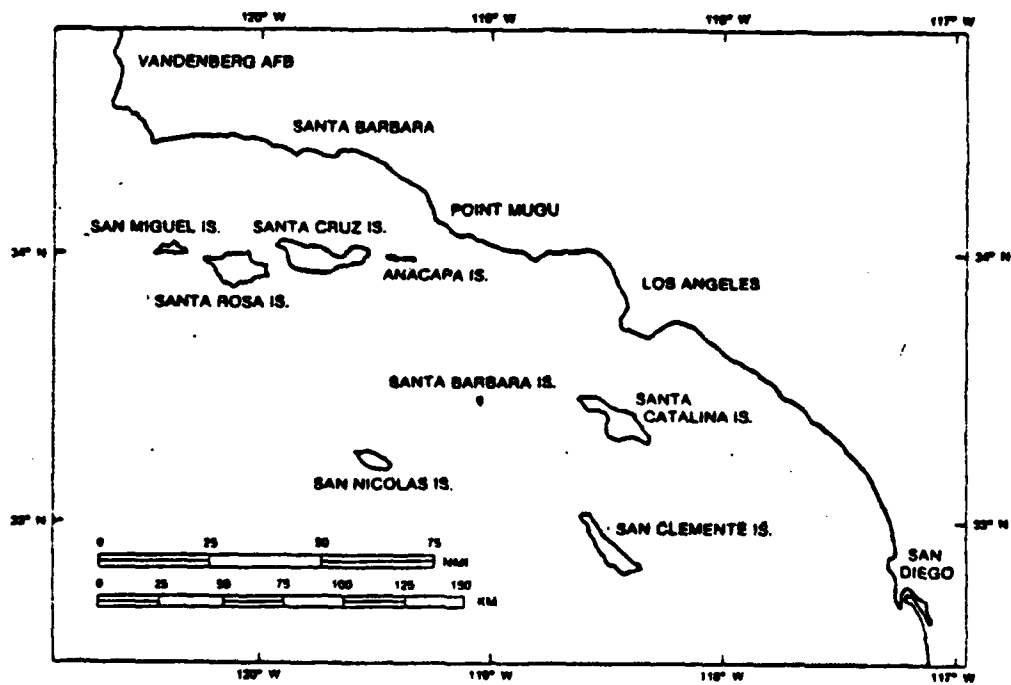 120° W 119° W 118° W 117° W
VANDENBERG AFB
SANTA BARBARA
POINT MUGU
SAN MIGUEL IS. SANTA CRUZ IS.
34° N 34° N
ANACAPA IS.
SANTA ROSA IS.
LOS ANGELES
SANTA BARBARA IS.
SANTA
CATALINA IS.
SAN NICOLAS IS.
33° N 33° N
SAN CLEMENTE IS.
0 25 50 75
NMI
SAN
DIEGO
0 25 50 75 100 125 150
KM
120° W 119° W 118° W 117° W